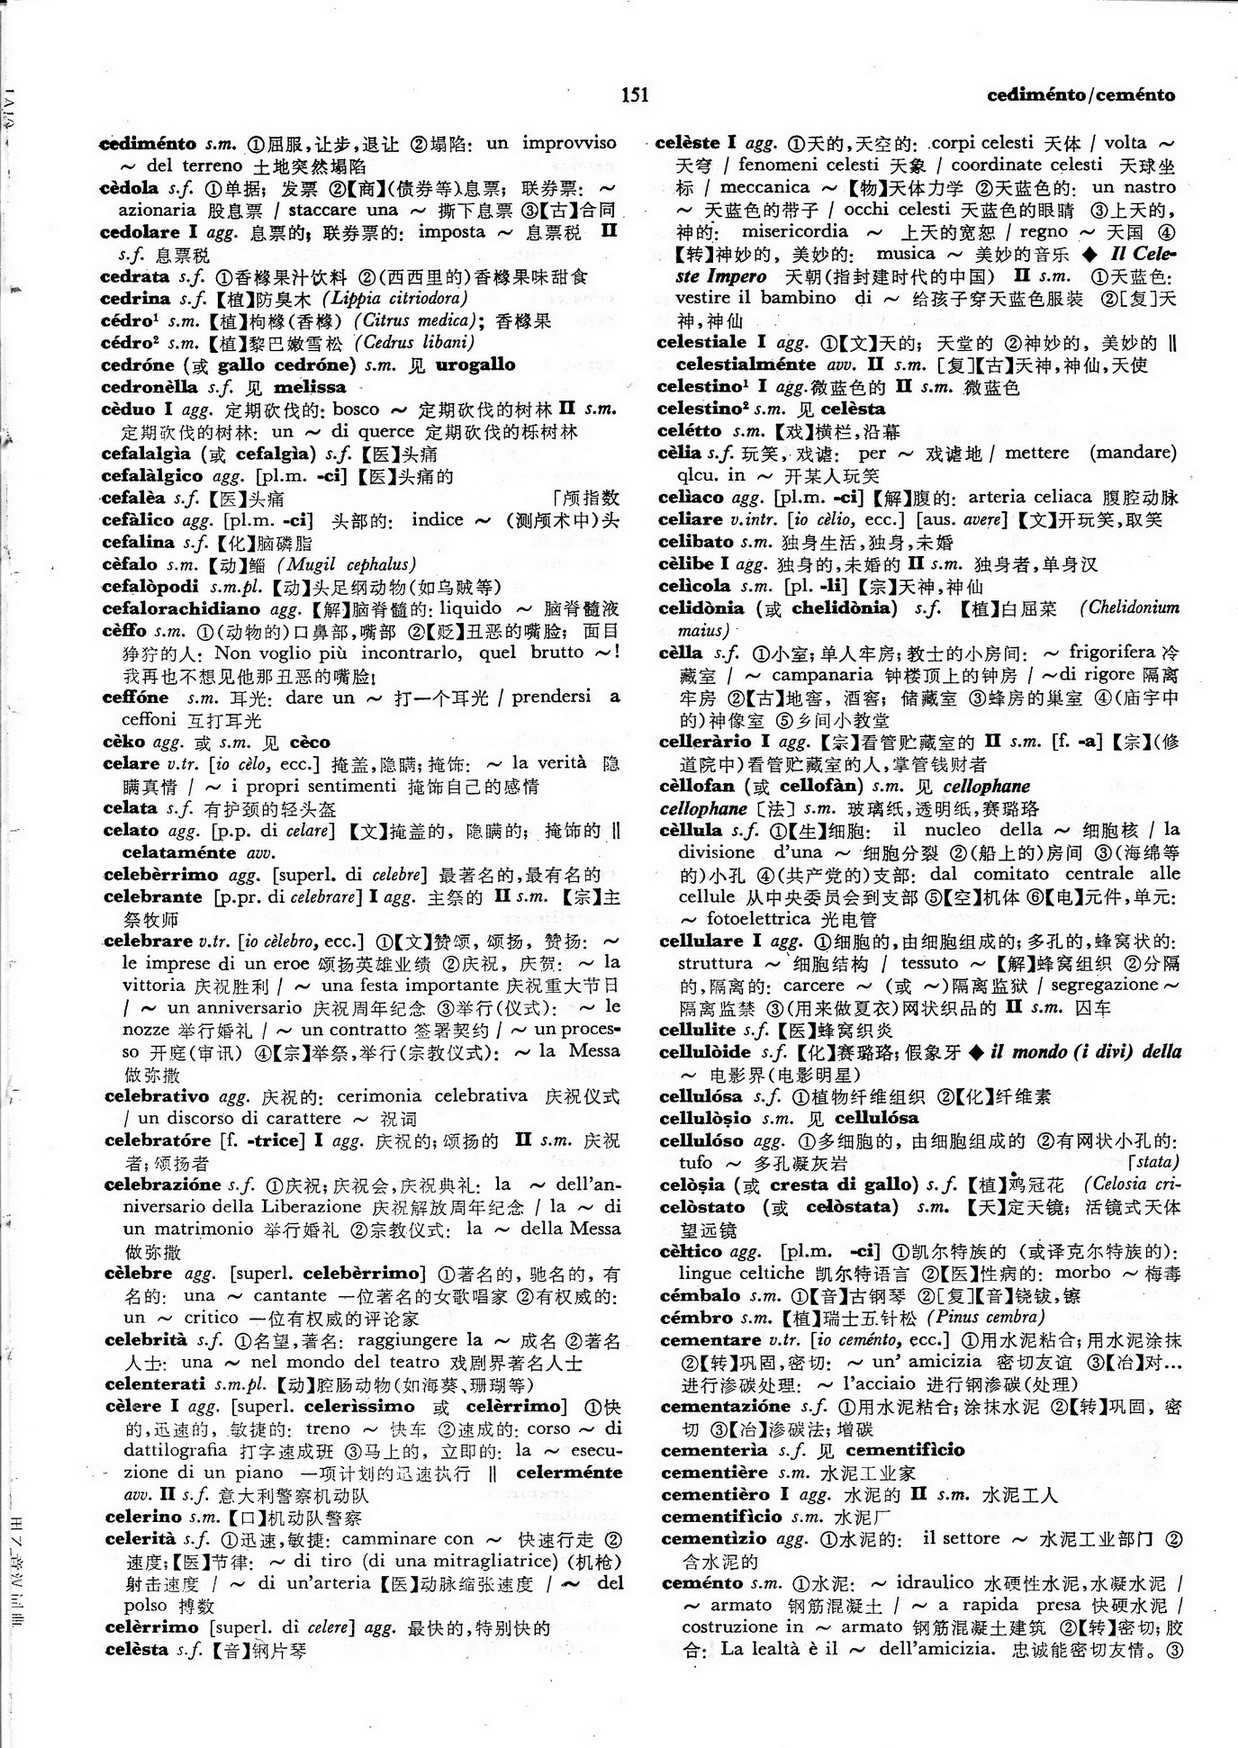 151
cediménto/ceménto
cediménto s.m. ①屈服,让步,退让 ②塌陷: un improvviso
～ del terreno 土地突然塌陷
cèdola s.f. ①单据; 发票 ②【商】(债券等)息票; 联券票: ～
azionaria 股息票 / staccare una ～ 撕下息票 ③【古】合同
cedolare I agg. 息票的; 联券票的: imposta ～ 息票税 II
s.f. 息票税
cedrata s.f. ①香橼果汁饮料 ②(西西里的)香橼果味甜食
cedrina s.f. 【植】防臭木 (Lippia citriodora)
cédro¹ s.m. 【植】枸橼(香橼) (Citrus medica); 香橼果
cédro² s.m. 【植】黎巴嫩雪松 (Cedrus libani)
cedróne (或 gallo cedróne) s.m. 见 urogallo
cedronèlla s.f. 见 melissa
cèduo I agg. 定期砍伐的: bosco ～ 定期砍伐的树林 II s.m.
定期砍伐的树林: un ～ di querce 定期砍伐的栎树林
cefalalgìa (或 cefalgìa) s.f. 【医】头痛
cefalàlgico agg. [pl.m. -ci] 【医】头痛的
cefalèa s.f. 【医】头痛 「颅指数
cefàlico agg. [pl.m. -ci] 头部的: indice ～ (测颅术中)头
cefalina s.f. 【化】脑磷脂
cèfalo s.m. 【动】鲻 (Mugil cephalus)
cefalòpodi s.m.pl. 【动】头足纲动物(如乌贼等)
cefalorachidiano agg. 【解】脑脊髓的: liquido ～ 脑脊髓液
cèffo s.m. ①(动物的)口鼻部,嘴部 ②【贬】丑恶的嘴脸; 面目
狰狞的人: Non voglio più incontrarlo, quel brutto ～!
我再也不想见他那丑恶的嘴脸!
ceffóne s.m. 耳光: dare un ～ 打一个耳光 / prendersi a
ceffoni 互打耳光
cèko agg. 或 s.m. 见 cèco
celare v.tr. [io cèlo, ecc.] 掩盖,隐瞒; 掩饰: ～ la verità 隐
瞒真情 / ～ i propri sentimenti 掩饰自己的感情
celata s.f. 有护颈的轻头盔
celato agg. [p.p. di celare] 【文】掩盖的, 隐瞒的; 掩饰的 ‖
celataménte avv.
celebèrrimo agg. [superl. di celebre] 最著名的,最有名的
celebrante [p.pr. di celebrare] I agg. 主祭的 II s.m. 【宗】主
祭牧师
celebrare v.tr. [io cèlebro, ecc.] ①【文】赞颂, 颂扬, 赞扬: ～
le imprese di un eroe 颂扬英雄业绩 ②庆祝, 庆贺: ～ la
vittoria 庆祝胜利 / ～ una festa importante 庆祝重大节日
/ ～ un anniversario 庆祝周年纪念 ③举行(仪式): ～ le
nozze 举行婚礼 / ～ un contratto 签署契约 / ～ un proces-
so 开庭(审讯) ④【宗】举祭,举行(宗教仪式): ～ la Messa
做弥撒
celebrativo agg. 庆祝的: cerimonia celebrativa 庆祝仪式
/ un discorso di carattere ～ 祝词
celebratóre [f. -trice] I agg. 庆祝的; 颂扬的 II s.m. 庆祝
者; 颂扬者
celebrazióne s.f. ①庆祝; 庆祝会,庆祝典礼: la ～ dell'an-
niversario della Liberazione 庆祝解放周年纪念 / la ～ di
un matrimonio 举行婚礼 ②宗教仪式: la ～ della Messa
做弥撒
cèlebre agg. [superl. celebèrrimo] ①著名的, 驰名的, 有
名的: una ～ cantante 一位著名的女歌唱家 ②有权威的:
un ～ critico 一位有权威的评论家
celebrità s.f. ①名望,著名: raggiungere la ～ 成名 ②著名
人士: una ～ nel mondo del teatro 戏剧界著名人士
celenterati s.m.pl. 【动】腔肠动物(如海葵、珊瑚等)
cèlere I agg. [superl. celerissimo 或 celèrrimo] ①快
的,迅速的, 敏捷的: treno ～ 快车 ②速成的: corso ～ di
dattilografia 打字速成班 ③马上的, 立即的: la ～ esecu-
zione di un piano 一项计划的迅速执行 ‖ celerménte
avv. II s.f. 意大利警察机动队
celerino s.m. 【口】机动队警察
celerità s.f. ①迅速,敏捷: camminare con ～ 快速行走 ②
速度;【医】节律: ～ di tiro (di una mitragliatrice) (机枪)
射击速度 / ～ di un'arteria 【医】动脉缩张速度 / ～ del
polso 搏数
celèrrimo [superl. di celere] agg. 最快的,特别快的
celèsta s.f. 【音】钢片琴
celèste I agg. ①天的,天空的: corpi celesti 天体 / volta ～
天穹 / fenomeni celesti 天象 / coordinate celesti 天球坐
标 / meccanica ～ 【物】天体力学 ②天蓝色的: un nastro
～ 天蓝色的带子 / occhi celesti 天蓝色的眼睛 ③上天的,
神的: misericordia ～ 上天的宽恕 / regno ～ 天国 ④
【转】神妙的, 美妙的: musica ～ 美妙的音乐 ◆ Il Cele-
ste Impero 天朝(指封建时代的中国) II s.m. ①天蓝色:
vestire il bambino di ～ 给孩子穿天蓝色服装 ②[复]天
神,神仙
celestiale I agg. ①【文】天的; 天堂的 ②神妙的, 美妙的 ‖
celestialménte avv. II s.m. [复]【古】天神,神仙,天使
celestino¹ I agg. 微蓝色的 II s.m. 微蓝色
celestino² s.m. 见 celèsta
celétto s.m. 【戏】横栏,沿幕
cèlia s.f. 玩笑, 戏谑: per ～ 戏谑地 / mettere (mandare)
qlcu. in ～ 开某人玩笑
celìaco agg. [pl.m. -ci] 【解】腹的: arteria celiaca 腹腔动脉
celiare v.intr. [io cèlio, ecc.] [aus. avere] 【文】开玩笑,取笑
celibato s.m. 独身生活,独身,未婚
cèlibe I agg. 独身的,未婚的 II s.m. 独身者,单身汉
celìcola s.m. [pl. -li] 【宗】天神,神仙
celidònia (或 chelidònia) s.f. 【植】白屈菜 (Chelidonium
maius)
cèlla s.f. ①小室; 单人牢房; 教士的小房间: ～ frigorifera 冷
藏室 / ～ campanaria 钟楼顶上的钟房 / ～di rigore 隔离
牢房 ②【古】地窖, 酒窖; 储藏室 ③蜂房的巢室 ④(庙宇中
的)神像室 ⑤乡间小教堂
celleràrio I agg. 【宗】看管贮藏室的 II s.m. [f. -a] 【宗】(修
道院中)看管贮藏室的人,掌管钱财者
cèllofan (或 cellofàn) s.m. 见 cellophane
cellophane [法] s.m. 玻璃纸,透明纸,赛璐珞
cèllula s.f. ①【生】细胞: il nucleo della ～ 细胞核 / la
divisione d'una ～ 细胞分裂 ②(船上的)房间 ③(海绵等
的)小孔 ④(共产党的)支部: dal comitato centrale alle
cellule 从中央委员会到支部 ⑤【空】机体 ⑥【电】元件,单元:
～ fotoelettrica 光电管
cellulare I agg. ①细胞的,由细胞组成的; 多孔的,蜂窝状的:
struttura ～ 细胞结构 / tessuto ～ 【解】蜂窝组织 ②分隔
的,隔离的: carcere ～ (或 ～)隔离监狱 / segregazione～
隔离监禁 ③(用来做夏衣)网状织品的 II s.m. 囚车
cellulite s.f. 【医】蜂窝织炎
cellulòide s.f. 【化】赛璐珞; 假象牙 ◆ il mondo (i divi) della
～ 电影界(电影明星)
cellulósa s.f. ①植物纤维组织 ②【化】纤维素
cellulòsio s.m. 见 cellulósa
cellulóso agg. ①多细胞的, 由细胞组成的 ②有网状小孔的:
tufo ～ 多孔凝灰岩 「stata)
celòsia (或 cresta di gallo) s.f. 【植】鸡冠花 (Celosia cri-
celòstato (或 celòstata) s.m. 【天】定天镜; 活镜式天体
望远镜
cèltico agg. [pl.m. -ci] ①凯尔特族的 (或译克尔特族的):
lingue celtiche 凯尔特语言 ②【医】性病的: morbo ～ 梅毒
cémbalo s.m. ①【音】古钢琴 ②[复]【音】铙钹,镲
cémbro s.m. 【植】瑞士五针松 (Pinus cembra)
cementare v.tr. [io ceménto, ecc.] ①用水泥粘合; 用水泥涂抹
②【转】巩固,密切: ～ un' amicizia 密切友谊 ③【冶】对…
进行渗碳处理: ～ l'acciaio 进行钢渗碳(处理)
cementazióne s.f. ①用水泥粘合; 涂抹水泥 ②【转】巩固, 密
切 ③【冶】渗碳法; 增碳
cementerìa s.f. 见 cementifìcio
cementière s.m. 水泥工业家
cementièro I agg. 水泥的 II s.m. 水泥工人
cementifìcio s.m. 水泥厂
cementìzio agg. ①水泥的: il settore ～ 水泥工业部门 ②
含水泥的
ceménto s.m. ①水泥: ～ idraulico 水硬性水泥,水凝水泥 /
～ armato 钢筋混凝土 / ～ a rapida presa 快硬水泥 /
costruzione in ～ armato 钢筋混凝土建筑 ②【转】密切; 胶
合: La lealtà è il ～ dell'amicizia. 忠诚能密切友情。 ③